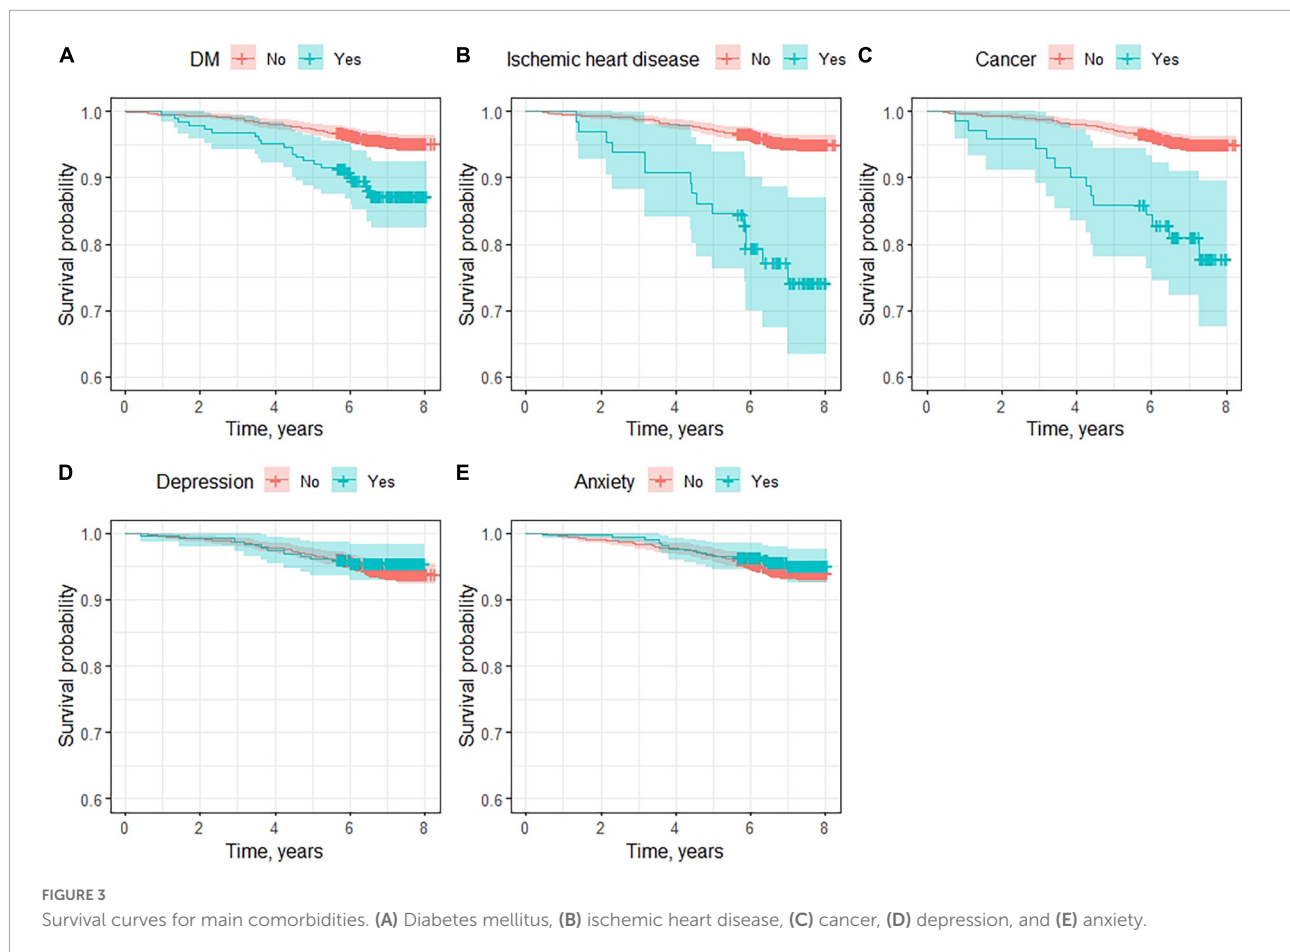 A DM No Yes
1.0
0.9
0.8
0.7
0.6
Survival probability
0 2 4 6 8
Time, years
B Ischemic heart disease No Yes
1.0
0.9
0.8
0.7
0.6
Survival probability
0 2 4 6 8
Time, years
C Cancer No Yes
1.0
0.9
0.8
0.7
0.6
Survival probability
0 2 4 6 8
Time, years
D Depression No Yes
1.0
0.9
0.8
0.7
0.6
Survival probability
0 2 4 6 8
Time, years
E Anxiety No Yes
1.0
0.9
0.8
0.7
0.6
Survival probability
0 2 4 6 8
Time, years
FIGURE 3
Survival curves for main comorbidities. (A) Diabetes mellitus, (B) ischemic heart disease, (C) cancer, (D) depression, and (E) anxiety.